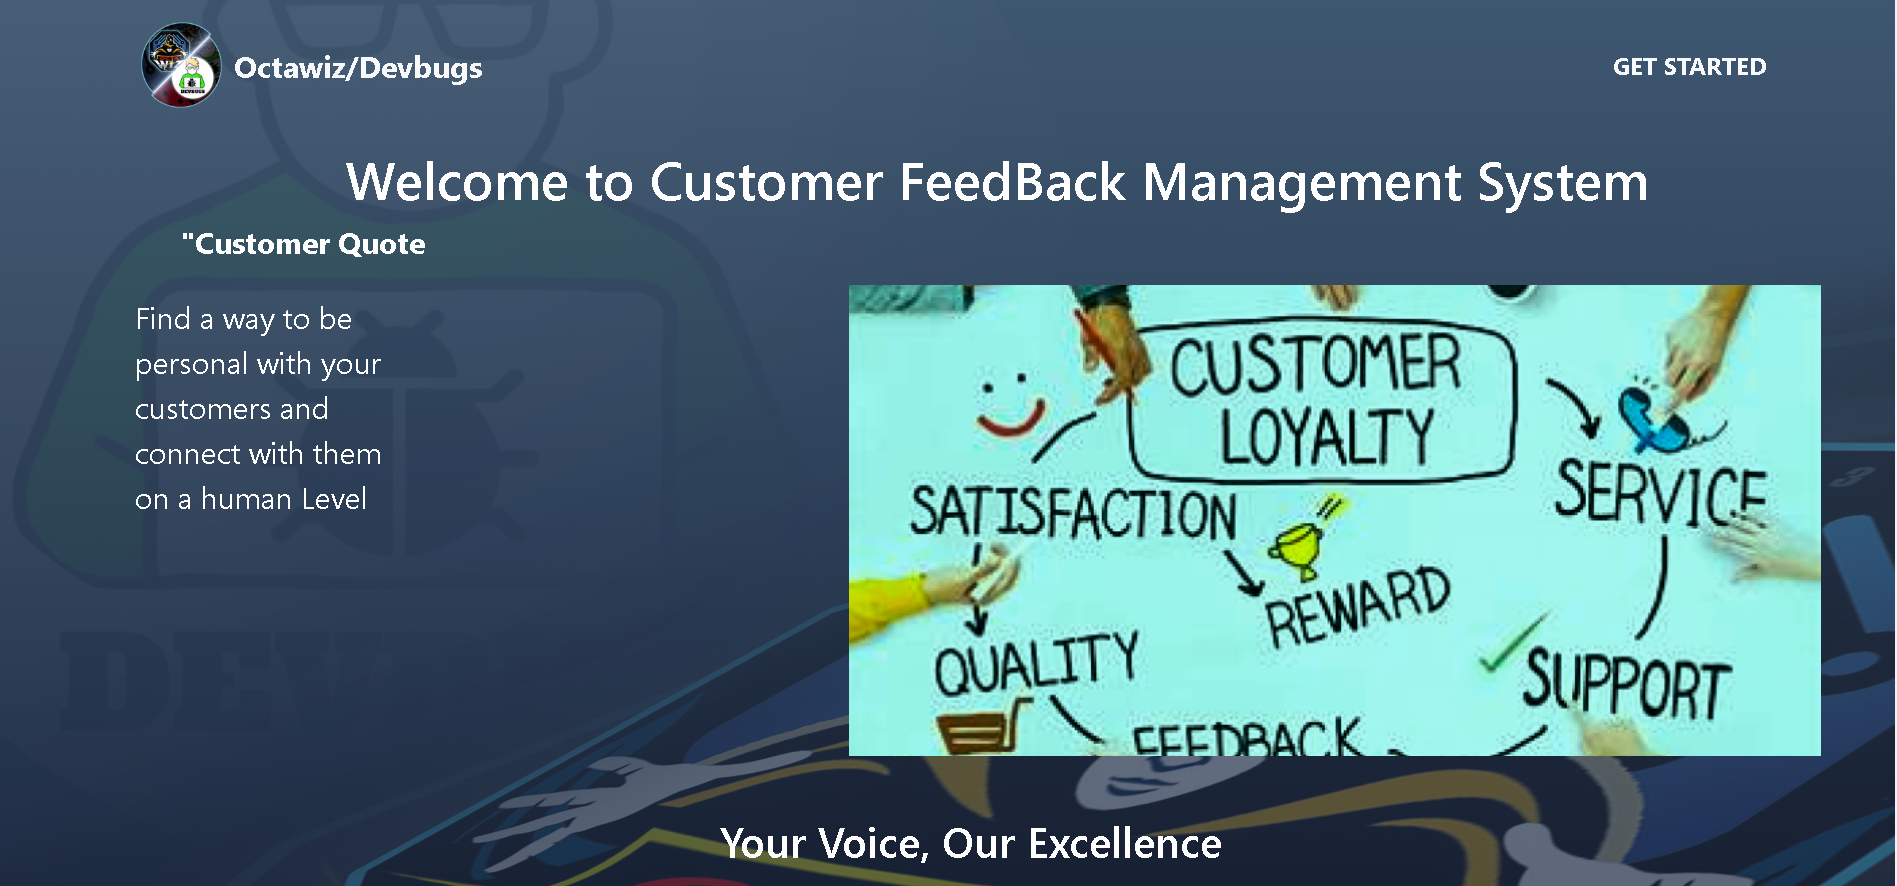 Octawiz/Devbugs
GET STARTED
Welcome to Customer FeedBack Management System
"Customer Quote
Find a way to be
personal with your
customers and
connect with them
on a human Level
CUSTOMER
LOYALTY
SATISFACTION
SERVICE
REWARD
QUALITY
SUPPORT
FEEDBACK
DEV
Your Voice, Our Excellence